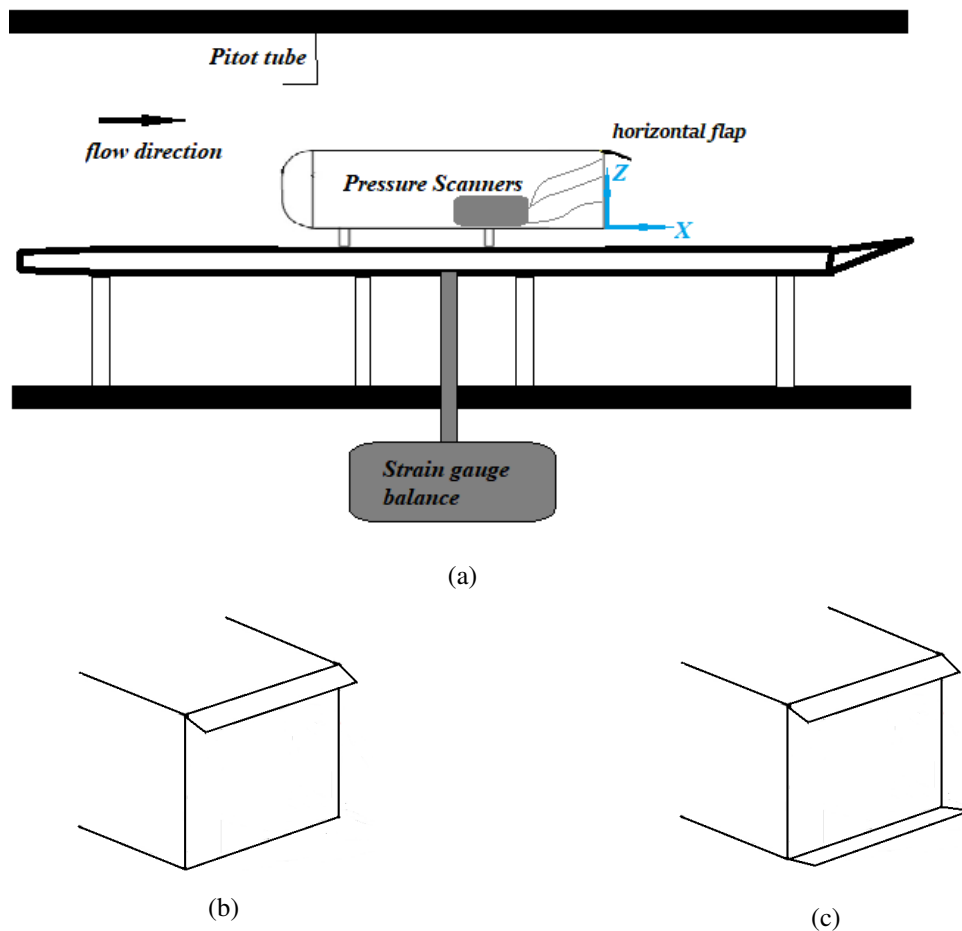 Pitot tube
flow direction
horizontal flap
Pressure Scanners
Z
X
Strain gauge
balance
(a)
(b)
(c)